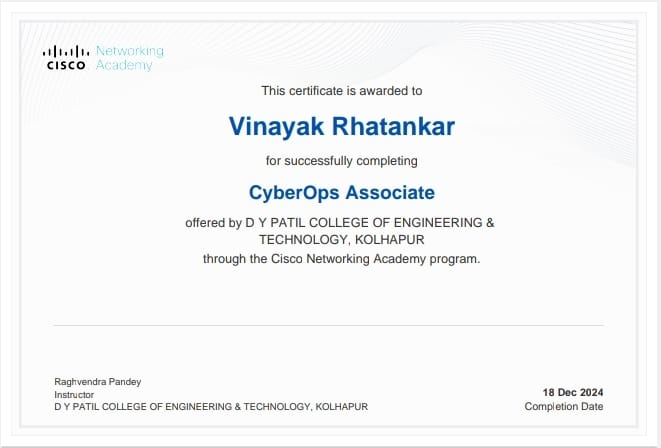 Networking
CISCO Academy
This certificate is awarded to
Vinayak Rhatankar
for successfully completing
CyberOps Associate
offered by D Y PATIL COLLEGE OF ENGINEERING &
TECHNOLOGY, KOLHAPUR
through the Cisco Networking Academy program.
Raghvendra Pandey
Instructor
D Y PATIL COLLEGE OF ENGINEERING & TECHNOLOGY, KOLHAPUR
18 Dec 2024
Completion Date